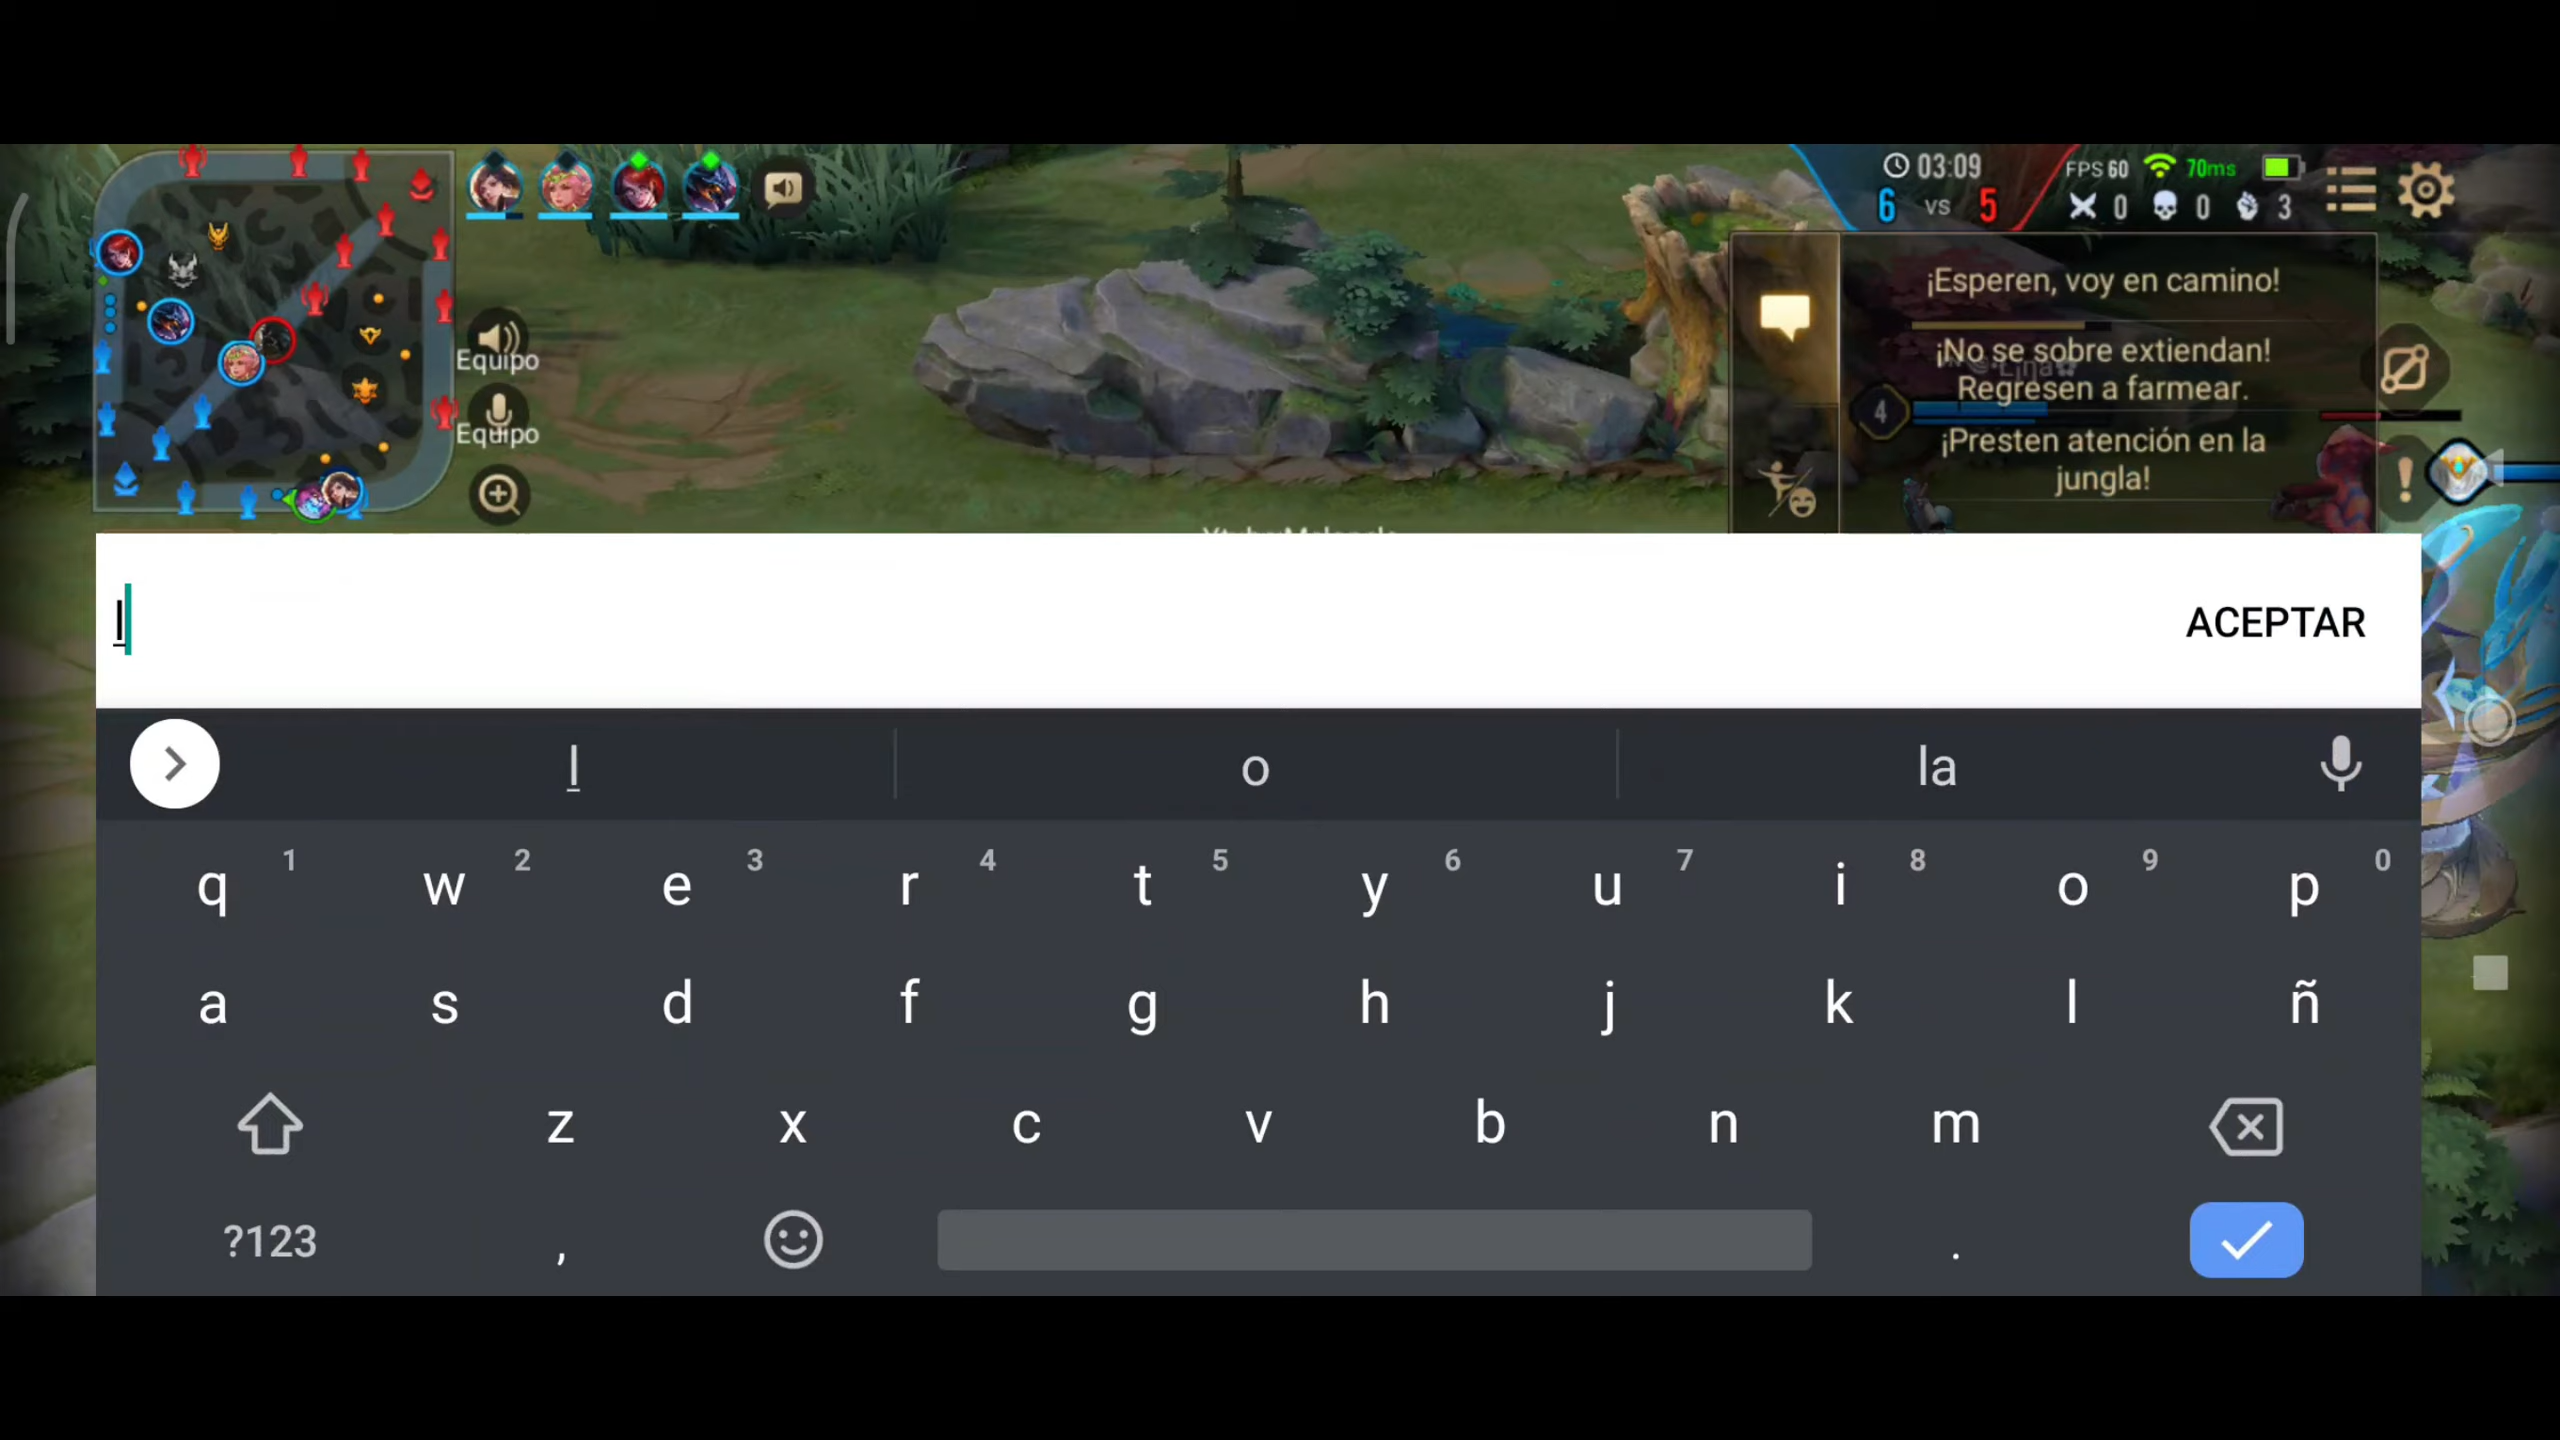 03:09
FPS 60 70ms
6 vs 5
0 0 3
Equipo
Equipo
¡Esperen, voy en camino!
¡No se sobre extiendan!
Regresen a farmear.
4
¡Presten atención en la
jungla!
l
ACEPTAR
l o la
q 1 w 2 e 3 r 4 t 5 y 6 u 7 i 8 o 9 p 0
a s d f g h j k l ñ
z x c v b n m
?123 , .